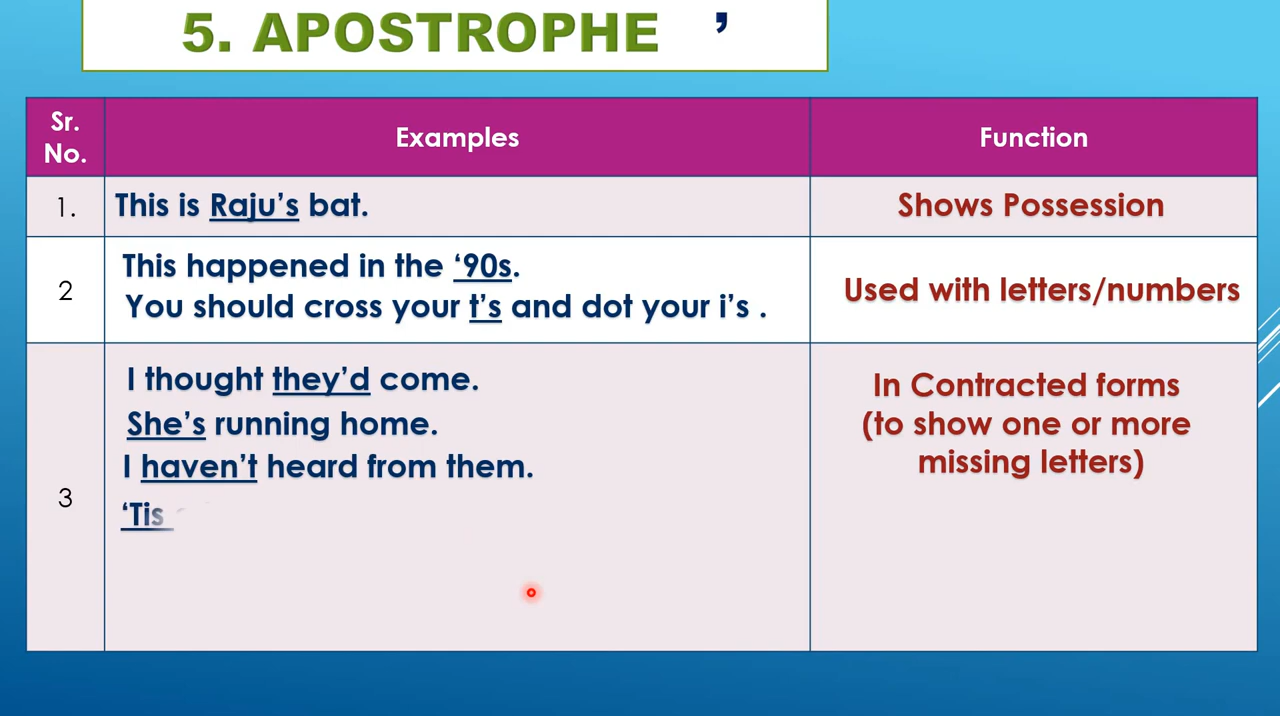 5. APOSTROPHE ’
Sr. No.
Examples
Function
1.
This is Raju’s bat.
Shows Possession
2
This happened in the ‘90s.
You should cross your t’s and dot your i’s .
Used with letters/numbers
3
I thought they’d come.
She’s running home.
I haven’t heard from them.
‘Tis
In Contracted forms
(to show one or more
missing letters)